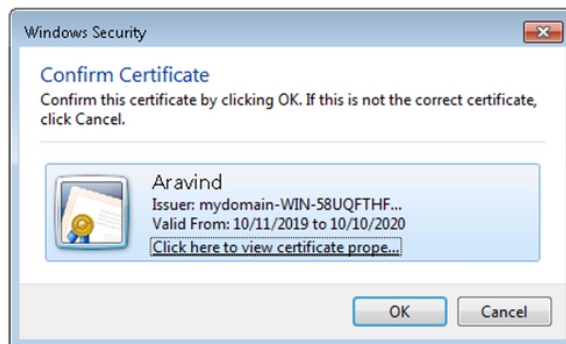 Windows Security
Confirm Certificate
Confirm this certificate by clicking OK. If this is not the correct certificate,
click Cancel.
Aravind
Issuer: mydomain-WIN-58UQFTHF...
Valid From: 10/11/2019 to 10/10/2020
Click here to view certificate prope...
OK
Cancel